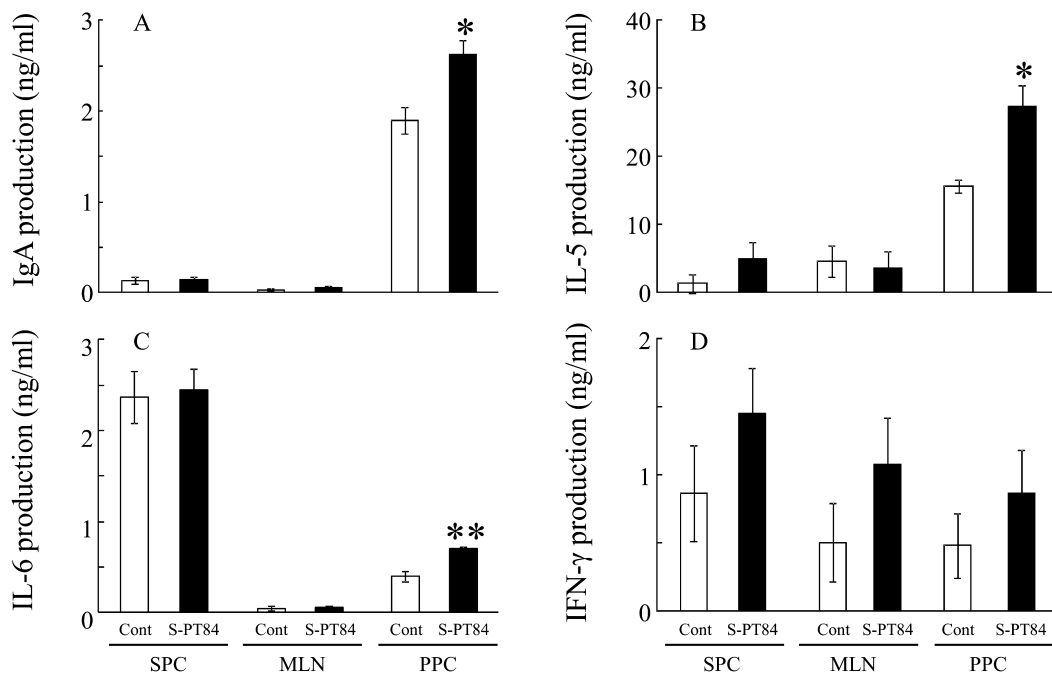 A
*
IgA production (ng/ml)
3
2
1
0
B
*
IL-5 production (ng/ml)
40
30
20
10
0
C
**
IL-6 production (ng/ml)
3
2
1
0
Cont S-PT84 Cont S-PT84 Cont S-PT84
SPC MLN PPC
D
IFN-γ production (ng/ml)
2
1
0
Cont S-PT84 Cont S-PT84 Cont S-PT84
SPC MLN PPC